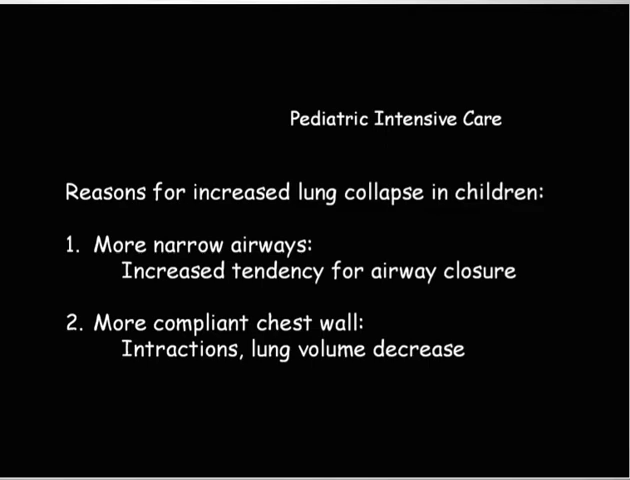 Pediatric Intensive Care
Reasons for increased lung collapse in children:
1. More narrow airways:
Increased tendency for airway closure
2. More compliant chest wall:
Intractions, lung volume decrease